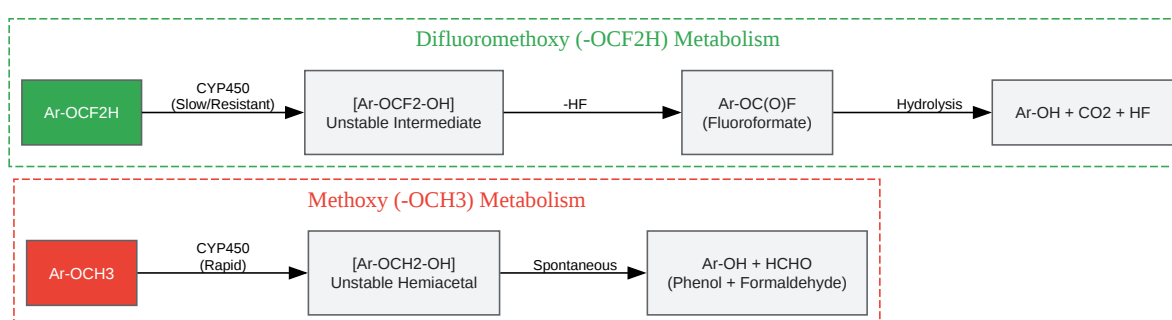 Difluoromethoxy (-OCF2H) Metabolism
Ar-OCF2H
CYP450
(Slow/Resistant)
[Ar-OCF2-OH]
Unstable Intermediate
-HF
Ar-OC(O)F
(Fluoroformate)
Hydrolysis
Ar-OH + CO2 + HF
Methoxy (-OCH3) Metabolism
Ar-OCH3
CYP450
(Rapid)
[Ar-OCH2-OH]
Unstable Hemiacetal
Spontaneous
Ar-OH + HCHO
(Phenol + Formaldehyde)